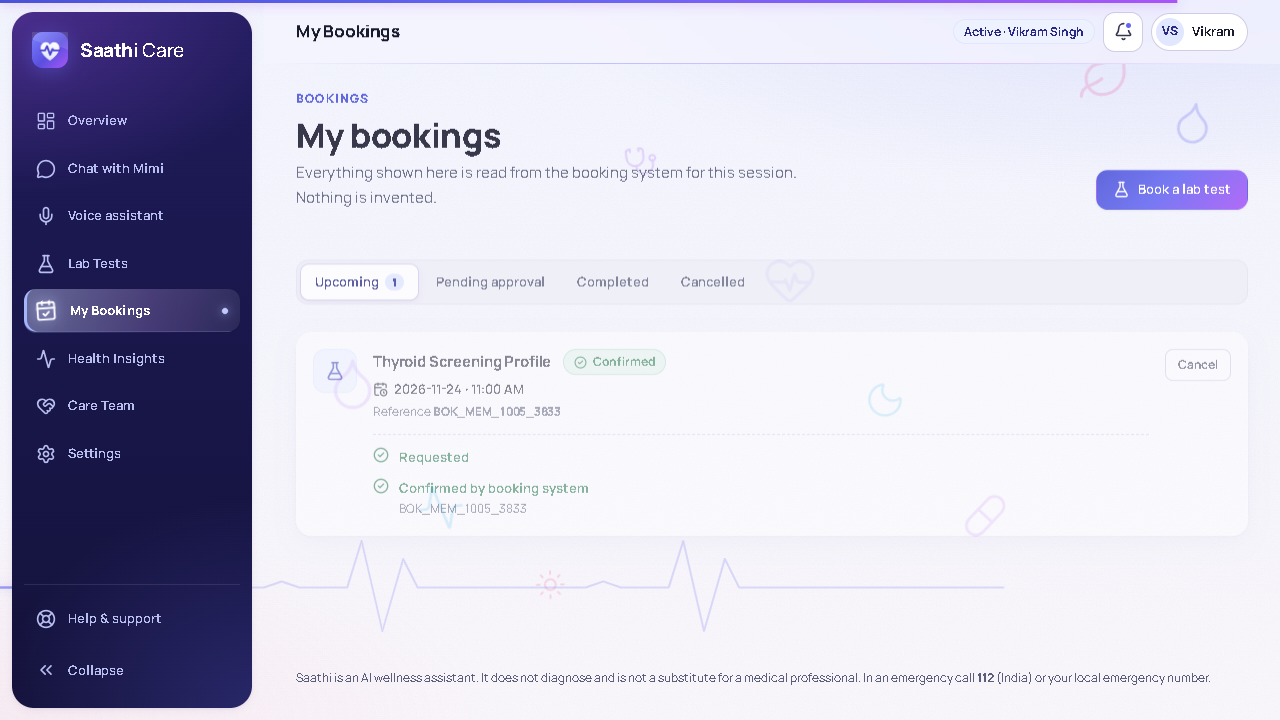 Saathi Care
My Bookings
Active · Vikram Singh
VS
Vikram
Overview
Chat with Mimi
Voice assistant
Lab Tests
My Bookings
Health Insights
Care Team
Settings
Help & support
Collapse
BOOKINGS
My bookings
Everything shown here is read from the booking system for this session.
Nothing is invented.
Book a lab test
Upcoming 1
Pending approval
Completed
Cancelled
Thyroid Screening Profile
Confirmed
Cancel
2026-11-24 · 11:00 AM
Reference BOK_MEM_1005_3833
Requested
Confirmed by booking system
BOK_MEM_1005_3833
Saathi is an AI wellness assistant. It does not diagnose and is not a substitute for a medical professional. In an emergency call 112 (India) or your local emergency number.